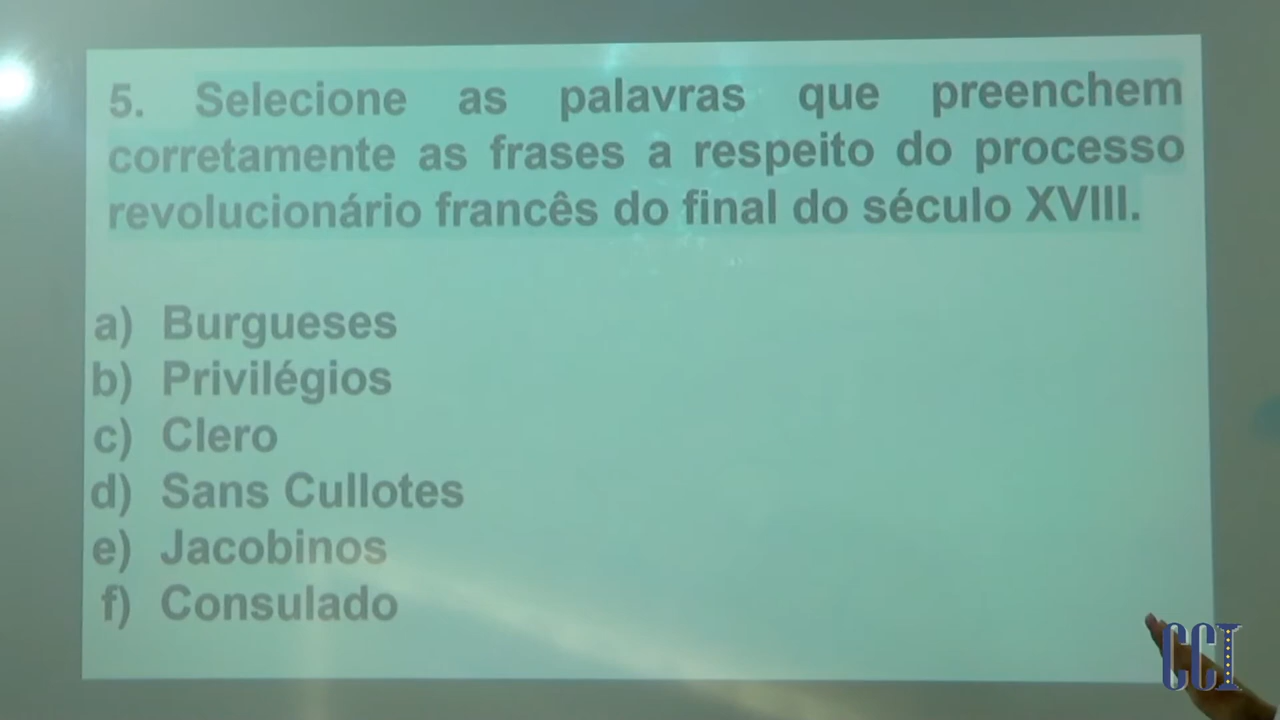 5. Selecione as palavras que preenchem
corretamente as frases a respeito do processo
revolucionário francês do final do século XVIII.
a) Burgueses
b) Privilégios
c) Clero
d) Sans Cullotes
e) Jacobinos
f) Consulado
CCI